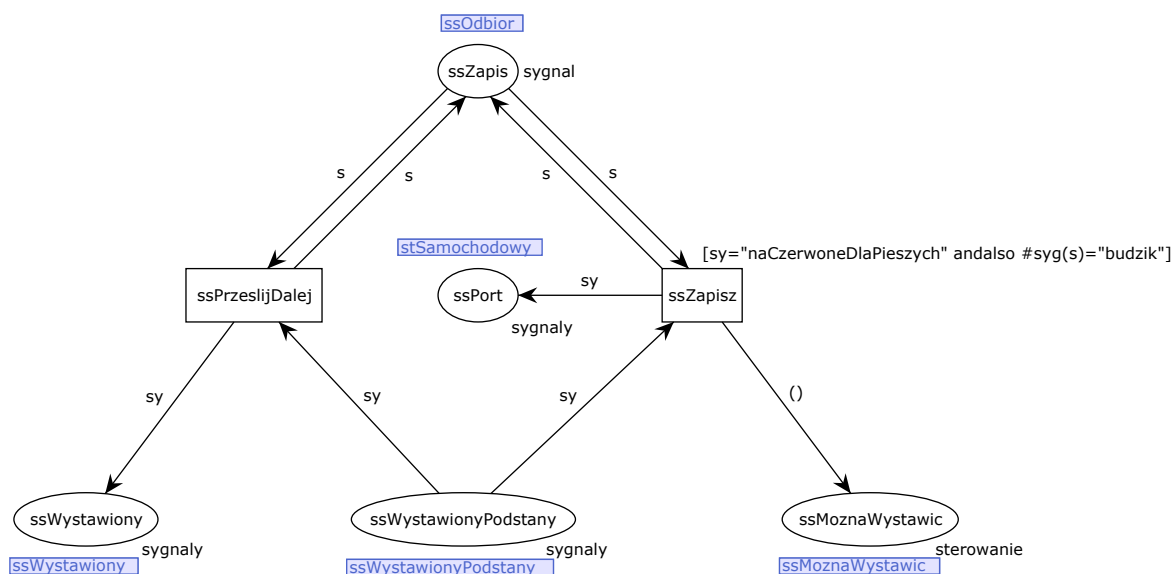 ssOdbior
ssZapis
sygnal
s
s
s
s
stSamochodowy
[sy="naCzerwoneDlaPieszych" andalso #syg(s)="budzik"]
ssPrzeslijDalej
ssPort
sy
ssZapisz
sygnaly
sy
sy
sy
()
ssWystawiony
ssWystawionyPodstany
ssMoznaWystawic
sygnaly
sygnaly
sterowanie
ssWystawiony
ssWystawionyPodstany
ssMoznaWystawic